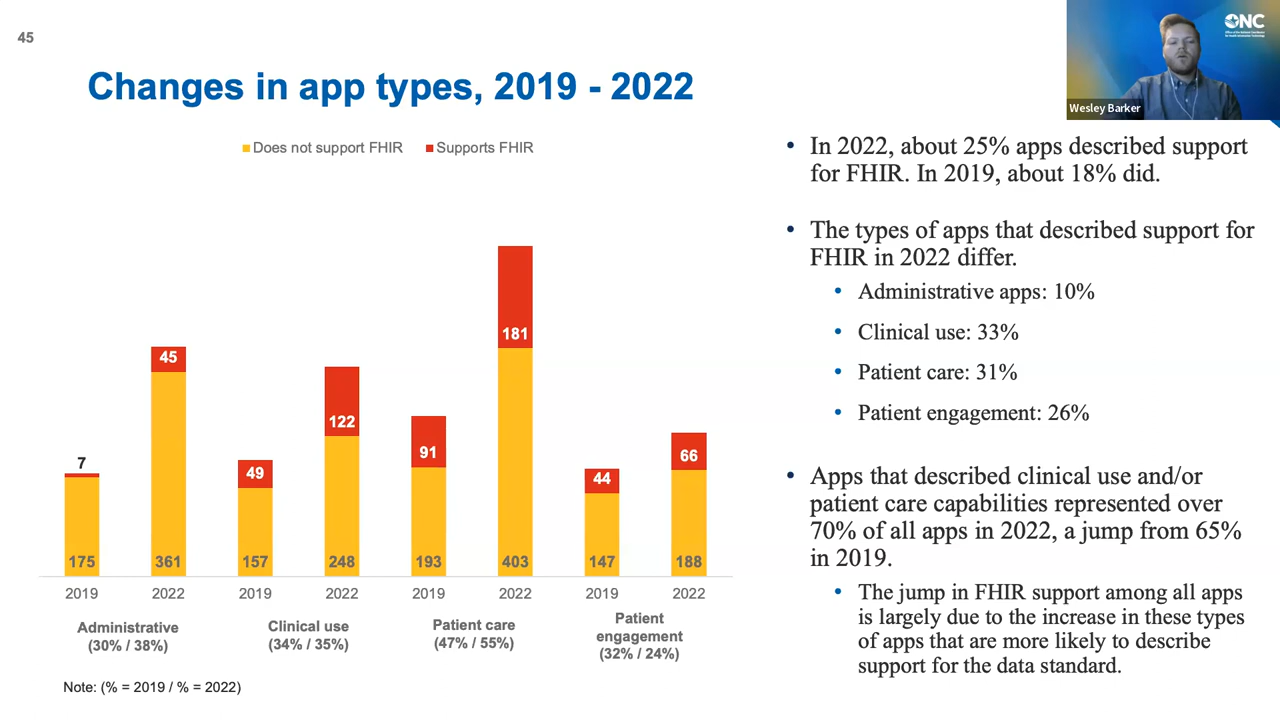 45
ONC
Wesley Barker
Changes in app types, 2019 - 2022
Does not support FHIR
Supports FHIR
7
175
45
361
49
157
122
248
91
193
181
403
44
147
66
188
2019
2022
2019
2022
2019
2022
2019
2022
Administrative
(30% / 38%)
Clinical use
(34% / 35%)
Patient care
(47% / 55%)
Patient
engagement
(32% / 24%)
Note: (% = 2019 / % = 2022)
• In 2022, about 25% apps described support
for FHIR. In 2019, about 18% did.
• The types of apps that described support for
FHIR in 2022 differ.
• Administrative apps: 10%
• Clinical use: 33%
• Patient care: 31%
• Patient engagement: 26%
• Apps that described clinical use and/or
patient care capabilities represented over
70% of all apps in 2022, a jump from 65%
in 2019.
• The jump in FHIR support among all apps
is largely due to the increase in these types
of apps that are more likely to describe
support for the data standard.